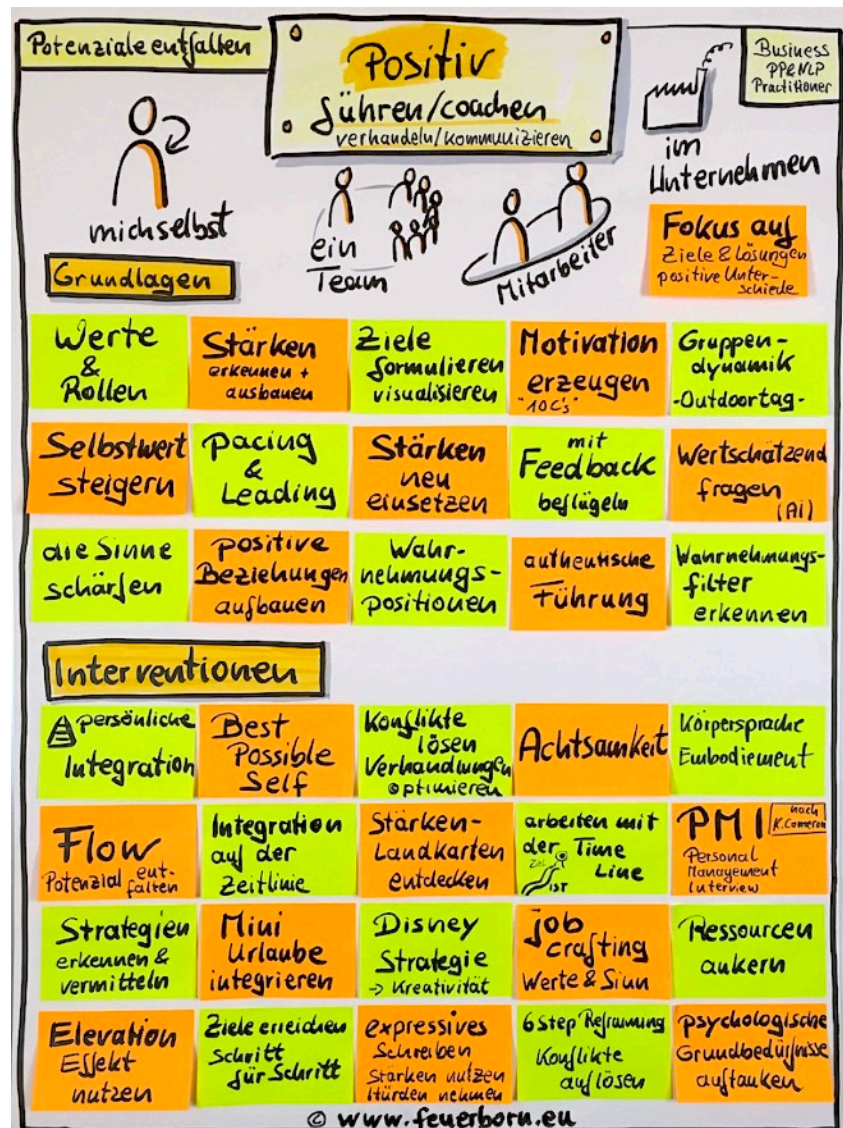 Potenziale entfalten
Positiv
führen/coachen
verhandeln/kommunizieren
Business
PP&NLP
Practitioner
mich selbst
ein
Team
Mitarbeiter
im
Unternehmen
Fokus auf
Ziele & Lösungen
positive Unter-
schiede
Grundlagen
Werte
&
Rollen
Stärken
erkennen +
ausbauen
Ziele
formulieren
visualisieren
Motivation
erzeugen
"10C's"
Gruppen-
dynamik
-Outdoortag-
Selbstwert
steigern
Pacing
&
Leading
Stärken
neu
einsetzen
mit
Feedback
beflügeln
Wertschätzend
fragen
(Ai)
die Sinne
schärfen
positive
Beziehungen
aufbauen
Wahr-
nehmungs-
positionen
authentische
Führung
Wahrnehmungs-
filter
erkennen
Interventionen
persönliche
Integration
Best
Possible
Self
Konflikte
lösen
Verhandlungen
optimieren
Achtsamkeit
Körpersprache
Embodiement
Flow
Potenzial ent-
falten
Integration
auf der
Zeitlinie
Stärken-
Landkarten
entdecken
arbeiten mit
der Time
Line
Ziel
IST
PMI
nach
K.Cameron
Personal
Management
Interview
Strategien
erkennen &
vermitteln
Mini
Urlaube
integrieren
Disney
Strategie
→ Kreativität
job
crafting
Werte & Sinn
Ressourcen
ankern
Elevation
Effekt
nutzen
Ziele erreichen
Schritt
für Schritt
expressives
Schreiben
Stärken nutzen
Hürden nehmen
6 Step Reframing
Konflikte
auflösen
psychologische
Grundbedürfnisse
auftanken
© www.feuerborn.eu